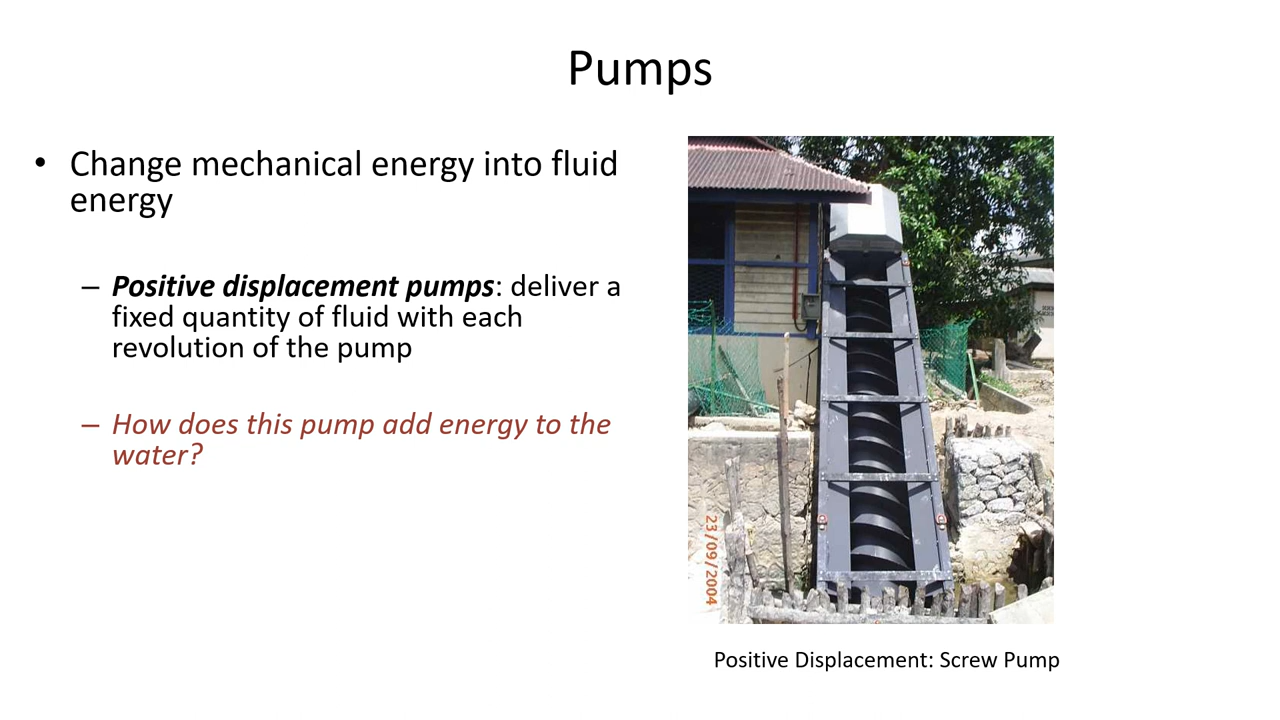 Pumps
• Change mechanical energy into fluid
energy
– Positive displacement pumps: deliver a
fixed quantity of fluid with each
revolution of the pump
– How does this pump add energy to the
water?
23/09/2004
Positive Displacement: Screw Pump